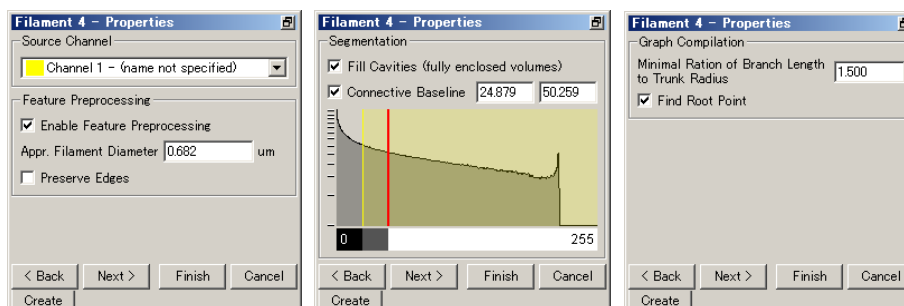 Filament 4 - Properties
Source Channel
Channel 1 - (name not specified)
Feature Preprocessing
Enable Feature Preprocessing
Appr. Filament Diameter 0.682 um
Preserve Edges
< Back Next > Finish Cancel
Create
Filament 4 - Properties
Segmentation
Fill Cavities (fully enclosed volumes)
Connective Baseline 24.879 50.259
0 255
< Back Next > Finish Cancel
Create
Filament 4 - Properties
Graph Compilation
Minimal Ration of Branch Length
to Trunk Radius 1.500
Find Root Point
< Back Next > Finish Cancel
Create